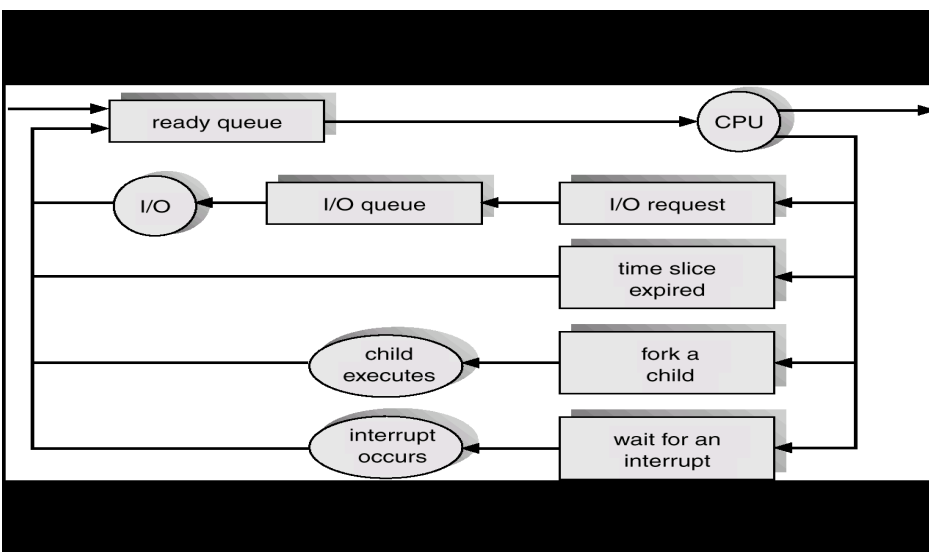 ready queue
CPU
I/O
I/O queue
I/O request
time slice
expired
child
executes
fork a
child
interrupt
occurs
wait for an
interrupt